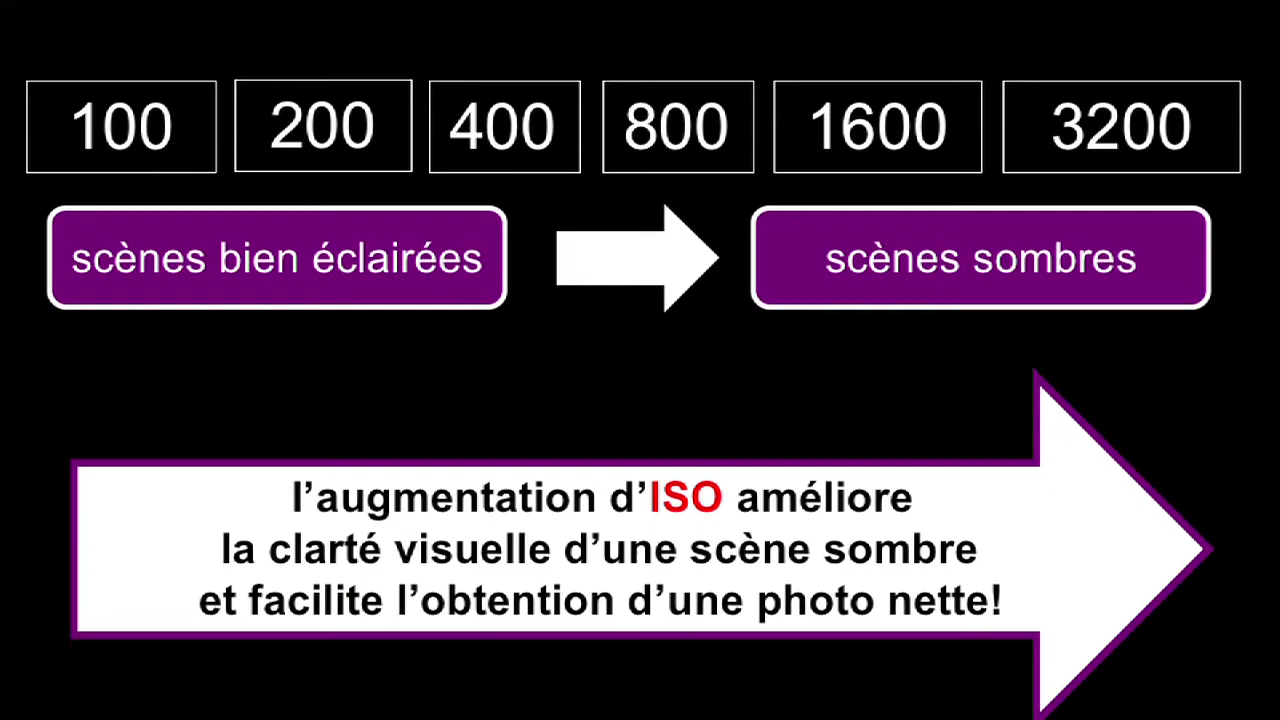 100 200 400 800 1600 3200
scènes bien éclairées scènes sombres
l’augmentation d’ISO améliore
la clarté visuelle d’une scène sombre
et facilite l’obtention d’une photo nette!